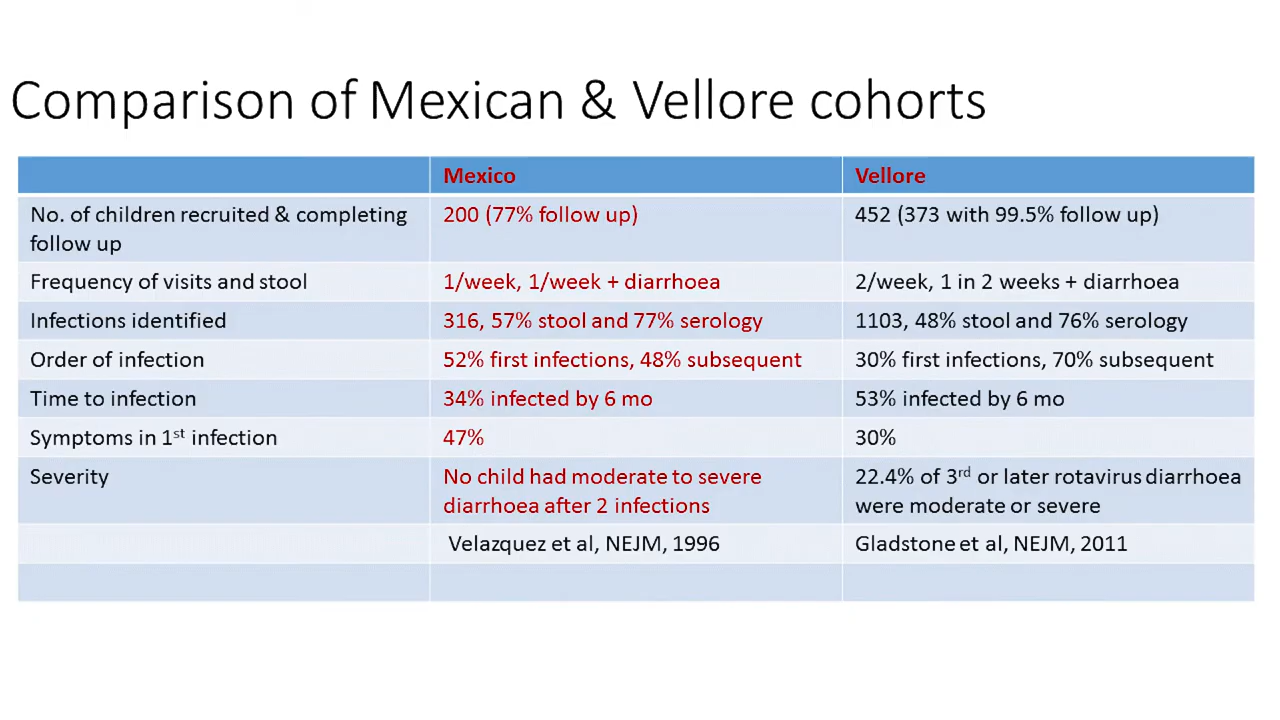 Comparison of Mexican & Vellore cohorts
Mexico
Vellore
No. of children recruited & completing
follow up
200 (77% follow up)
452 (373 with 99.5% follow up)
Frequency of visits and stool
1/week, 1/week + diarrhoea
2/week, 1 in 2 weeks + diarrhoea
Infections identified
316, 57% stool and 77% serology
1103, 48% stool and 76% serology
Order of infection
52% first infections, 48% subsequent
30% first infections, 70% subsequent
Time to infection
34% infected by 6 mo
53% infected by 6 mo
Symptoms in 1st infection
47%
30%
Severity
No child had moderate to severe
diarrhoea after 2 infections
22.4% of 3rd or later rotavirus diarrhoea
were moderate or severe
Velazquez et al, NEJM, 1996
Gladstone et al, NEJM, 2011